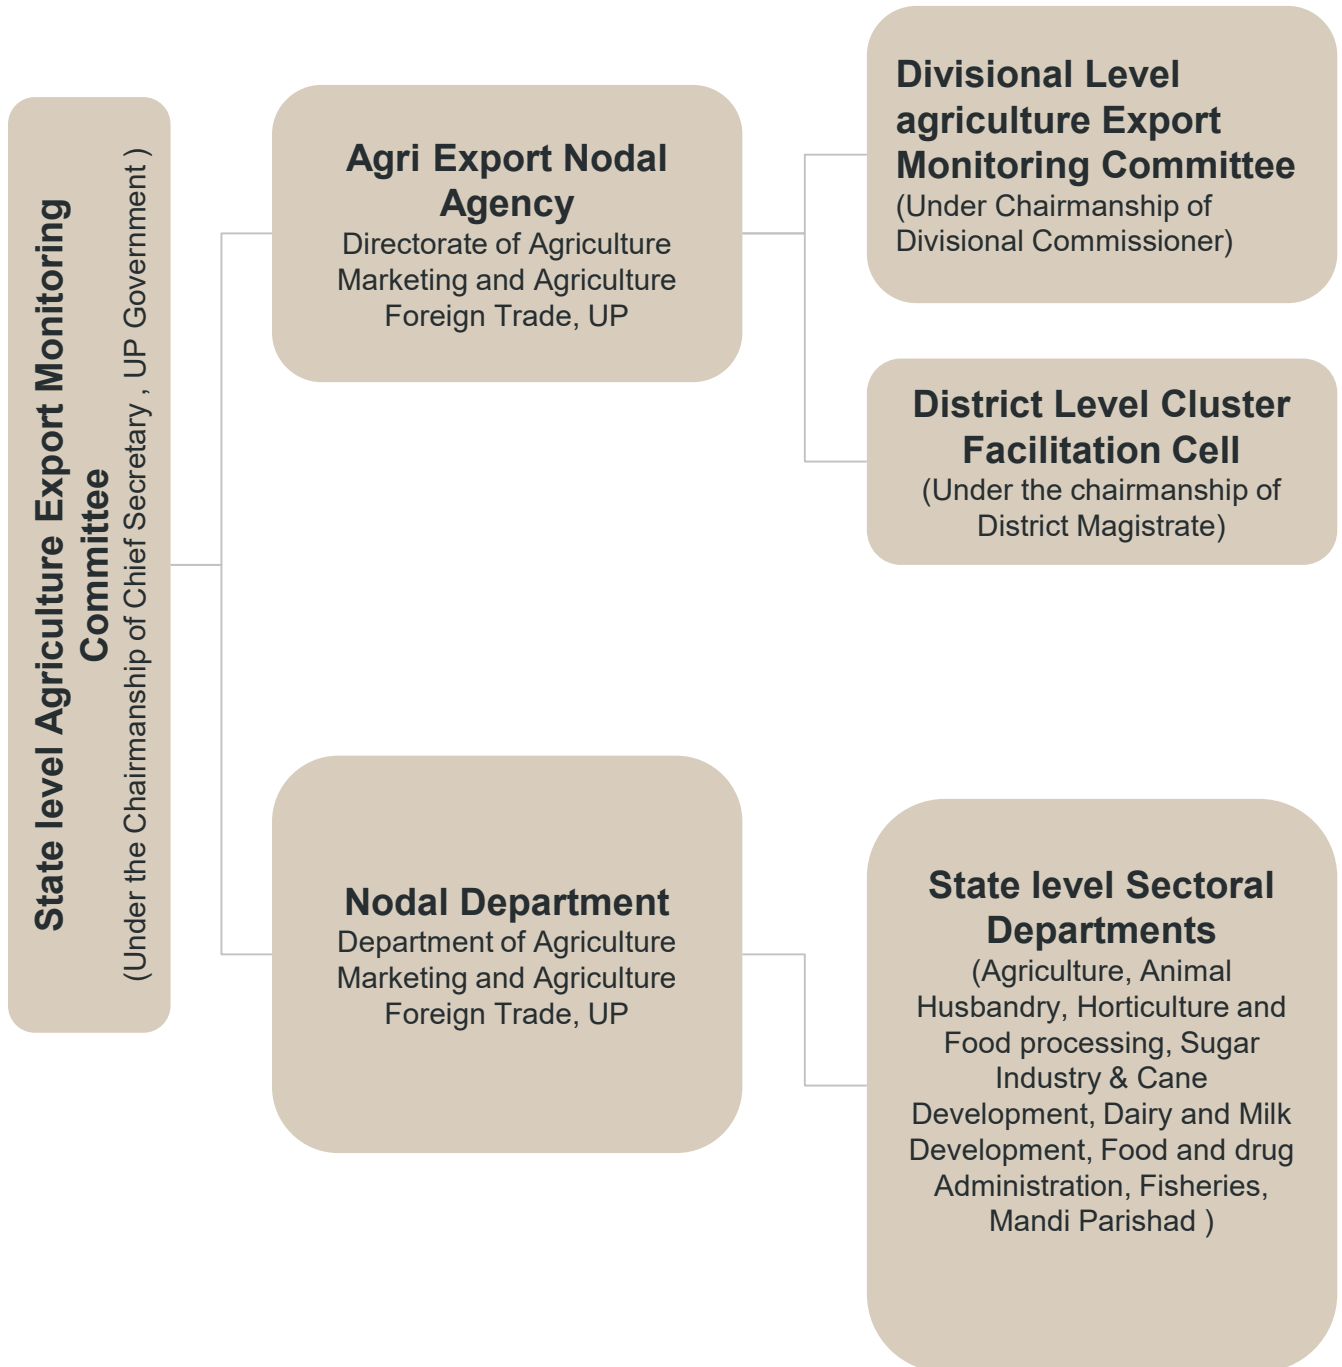 State level Agriculture Export Monitoring
Committee
(Under the Chairmanship of Chief Secretary , UP Government )
Agri Export Nodal
Agency
Directorate of Agriculture
Marketing and Agriculture
Foreign Trade, UP
Divisional Level
agriculture Export
Monitoring Committee
(Under Chairmanship of
Divisional Commissioner)
District Level Cluster
Facilitation Cell
(Under the chairmanship of
District Magistrate)
Nodal Department
Department of Agriculture
Marketing and Agriculture
Foreign Trade, UP
State level Sectoral
Departments
(Agriculture, Animal
Husbandry, Horticulture and
Food processing, Sugar
Industry & Cane
Development, Dairy and Milk
Development, Food and drug
Administration, Fisheries,
Mandi Parishad )